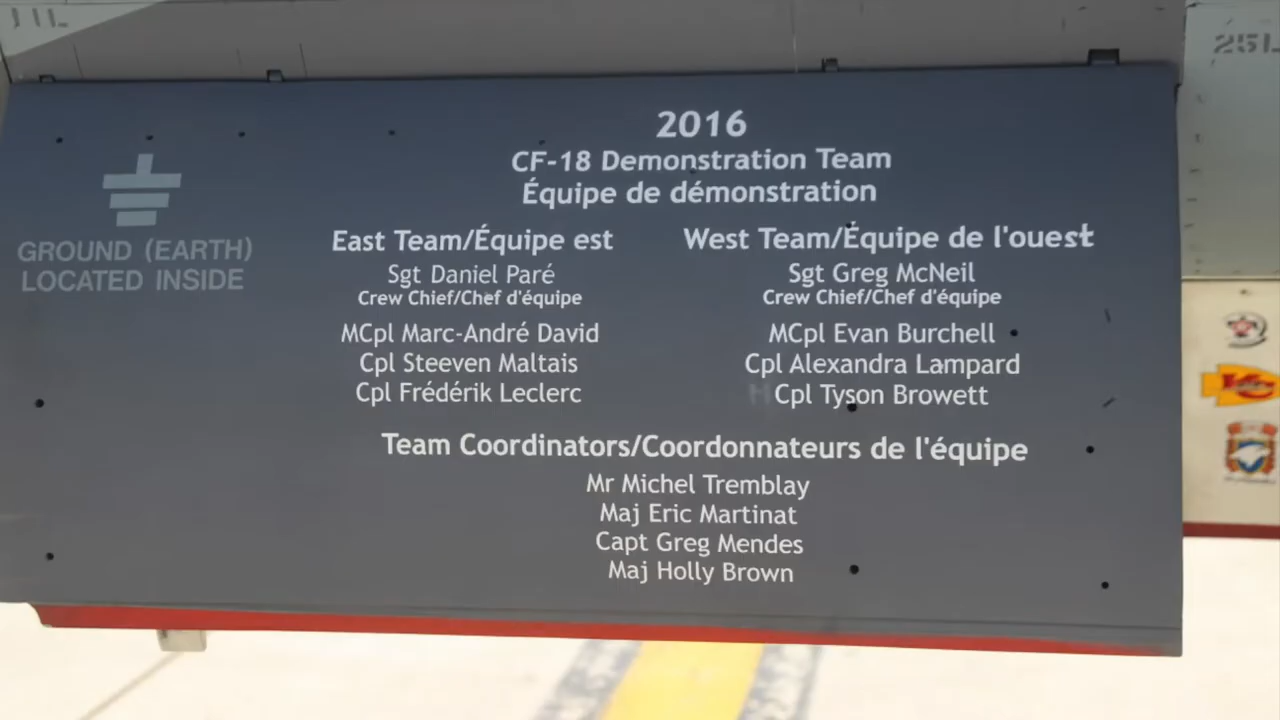 2016
CF-18 Demonstration Team
Équipe de démonstration
GROUND (EARTH)
LOCATED INSIDE
East Team/Équipe est
Sgt Daniel Paré
Crew Chief/Chef d'équipe
MCpl Marc-André David
Cpl Steeven Maltais
Cpl Frédérik Leclerc
West Team/Équipe de l'ouest
Sgt Greg McNeil
Crew Chief/Chef d'équipe
MCpl Evan Burchell
Cpl Alexandra Lampard
Cpl Tyson Browett
Team Coordinators/Coordonnateurs de l'équipe
Mr Michel Tremblay
Maj Eric Martinat
Capt Greg Mendes
Maj Holly Brown
25L